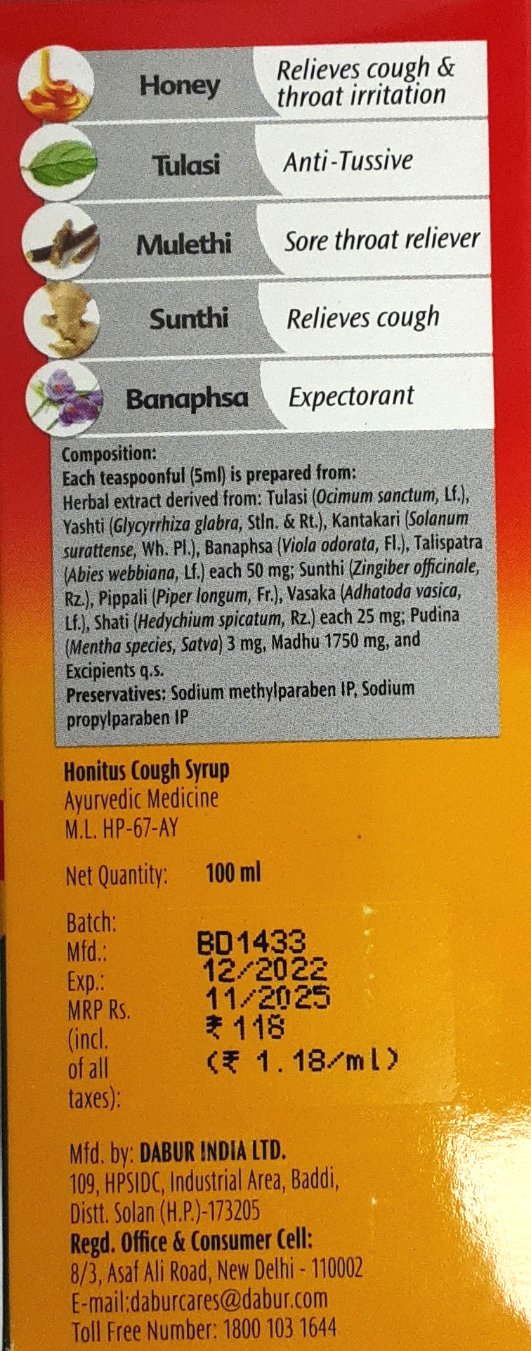 Honey
Relieves cough &
throat irritation
Tulasi
Anti-Tussive
Mulethi
Sore throat reliever
Sunthi
Relieves cough
Banaphsa
Expectorant
Composition:
Each teaspoonful (5ml) is prepared from:
Herbal extract derived from: Tulasi (Ocimum sanctum, Lf.),
Yashti (Glycyrrhiza glabra, Stln. & Rt.), Kantakari (Solanum
surattense, Wh. Pl.), Banaphsa (Viola odorata, Fl.), Talispatra
(Abies webbiana, Lf.) each 50 mg; Sunthi (Zingiber officinale,
Rz.), Pippali (Piper longum, Fr.), Vasaka (Adhatoda vasica,
Lf.), Shati (Hedychium spicatum, Rz.) each 25 mg; Pudina
(Mentha species, Satva) 3 mg, Madhu 1750 mg, and
Excipients q.s.
Preservatives: Sodium methylparaben IP, Sodium
propylparaben IP
Honitus Cough Syrup
Ayurvedic Medicine
M.L. HP-67-AY
Net Quantity: 100 ml
Batch: BD1433
Mfd.: 12/2022
Exp.: 11/2025
MRP Rs. ₹ 118
(incl. (₹ 1.18/ml)
of all
taxes):
Mfd. by: DABUR INDIA LTD.
109, HPSIDC, Industrial Area, Baddi,
Distt. Solan (H.P.)-173205
Regd. Office & Consumer Cell:
8/3, Asaf Ali Road, New Delhi - 110002
E-mail:daburcares@dabur.com
Toll Free Number: 1800 103 1644